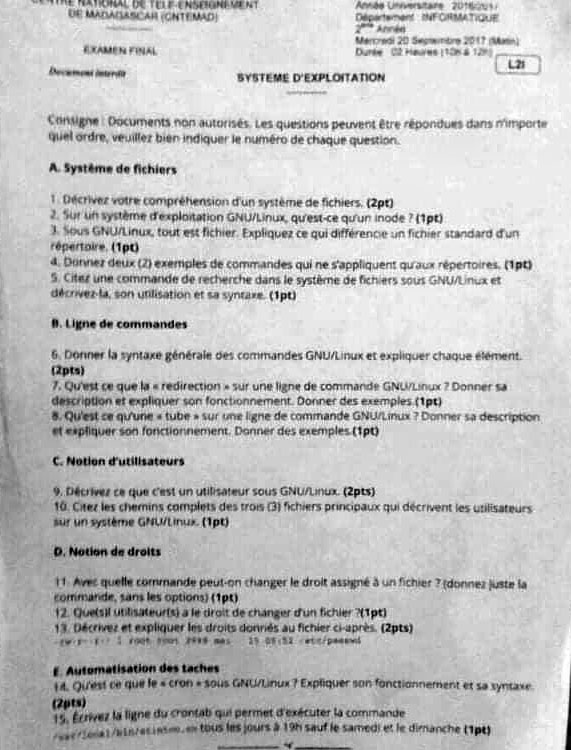 CENTRE NATIONAL DE TELE-ENSEIGNEMENT
DE MADAGASCAR (CNTEMAD)
Année Universitaire 2016/2017
Département INFORMATIQUE
2ème Année
EXAMEN FINAL
Mercredi 20 Septembre 2017 (Matin)
Durée 02 Heures (10h à 12h)
Document interdit
L2I
SYSTEME D'EXPLOITATION
Consigne : Documents non autorisés. Les questions peuvent être répondues dans n'importe
quel ordre, veuillez bien indiquer le numéro de chaque question.
A. Système de fichiers
1. Décrivez votre compréhension d'un système de fichiers. (2pt)
2. Sur un système d'exploitation GNU/Linux, qu'est-ce qu'un inode ? (1pt)
3. Sous GNU/Linux, tout est fichier. Expliquez ce qui différencie un fichier standard d'un
répertoire. (1pt)
4. Donnez deux (2) exemples de commandes qui ne s'appliquent qu'aux répertoires. (1pt)
5. Citez une commande de recherche dans le système de fichiers sous GNU/Linux et
décrivez-la, son utilisation et sa syntaxe. (1pt)
B. Ligne de commandes
6. Donner la syntaxe générale des commandes GNU/Linux et expliquer chaque élément.
(2pts)
7. Qu'est ce que la « redirection » sur une ligne de commande GNU/Linux ? Donner sa
description et expliquer son fonctionnement. Donner des exemples.(1pt)
8. Qu'est ce qu'une « tube » sur une ligne de commande GNU/Linux ? Donner sa description
et expliquer son fonctionnement. Donner des exemples.(1pt)
C. Notion d'utilisateurs
9. Décrivez ce que c'est un utilisateur sous GNU/Linux. (2pts)
10. Citez les chemins complets des trois (3) fichiers principaux qui décrivent les utilisateurs
sur un système GNU/Linux. (1pt)
D. Notion de droits
11. Avec quelle commande peut-on changer le droit assigné à un fichier ? (donnez juste la
commande, sans les options) (1pt)
12. Quel(s)l utilisateur(s) a le droit de changer d'un fichier ?(1pt)
13. Décrivez et expliquer les droits donnés au fichier ci-après. (2pts)
-rw-r--r-- 1 root root /etc/passwd
E. Automatisation des taches
14. Qu'est ce que le « cron » sous GNU/Linux ? Expliquer son fonctionnement et sa syntaxe.
(2pts)
15. Écrivez la ligne du crontab qui permet d'exécuter la commande
tous les jours à 19h sauf le samedi et le dimanche (1pt)